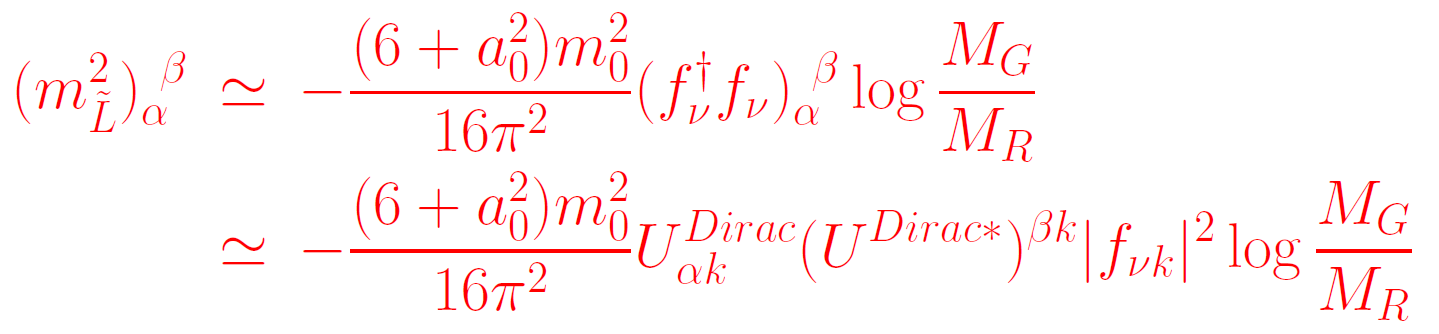 (m^2_{\tilde{L}})_\alpha{}^\beta \simeq -\frac{(6 + a_0^2)m_0^2}{16\pi^2}(f_\nu^\dagger f_\nu)_\alpha{}^\beta \log \frac{M_G}{M_R}
\simeq -\frac{(6 + a_0^2)m_0^2}{16\pi^2}U_{\alpha k}^{Dirac}(U^{Dirac*})^{\beta k}|f_{\nu k}|^2 \log \frac{M_G}{M_R}